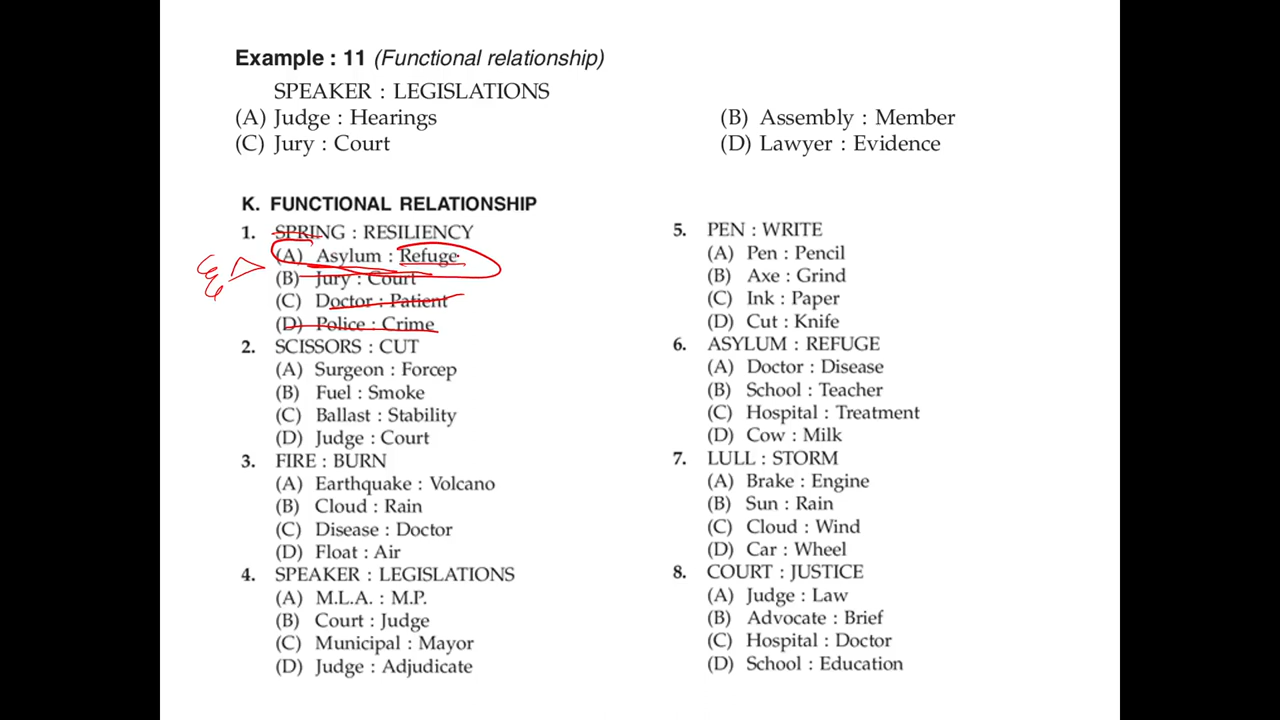 Example : 11 (Functional relationship)
SPEAKER : LEGISLATIONS
(A) Judge : Hearings
(B) Assembly : Member
(C) Jury : Court
(D) Lawyer : Evidence
K. FUNCTIONAL RELATIONSHIP
1. SPRING : RESILIENCY
(A) Asylum : Refuge
(B) Jury : Court
(C) Doctor : Patient
(D) Police : Crime
2. SCISSORS : CUT
(A) Surgeon : Forcep
(B) Fuel : Smoke
(C) Ballast : Stability
(D) Judge : Court
3. FIRE : BURN
(A) Earthquake : Volcano
(B) Cloud : Rain
(C) Disease : Doctor
(D) Float : Air
4. SPEAKER : LEGISLATIONS
(A) M.L.A. : M.P.
(B) Court : Judge
(C) Municipal : Mayor
(D) Judge : Adjudicate
5. PEN : WRITE
(A) Pen : Pencil
(B) Axe : Grind
(C) Ink : Paper
(D) Cut : Knife
6. ASYLUM : REFUGE
(A) Doctor : Disease
(B) School : Teacher
(C) Hospital : Treatment
(D) Cow : Milk
7. LULL : STORM
(A) Brake : Engine
(B) Sun : Rain
(C) Cloud : Wind
(D) Car : Wheel
8. COURT : JUSTICE
(A) Judge : Law
(B) Advocate : Brief
(C) Hospital : Doctor
(D) School : Education